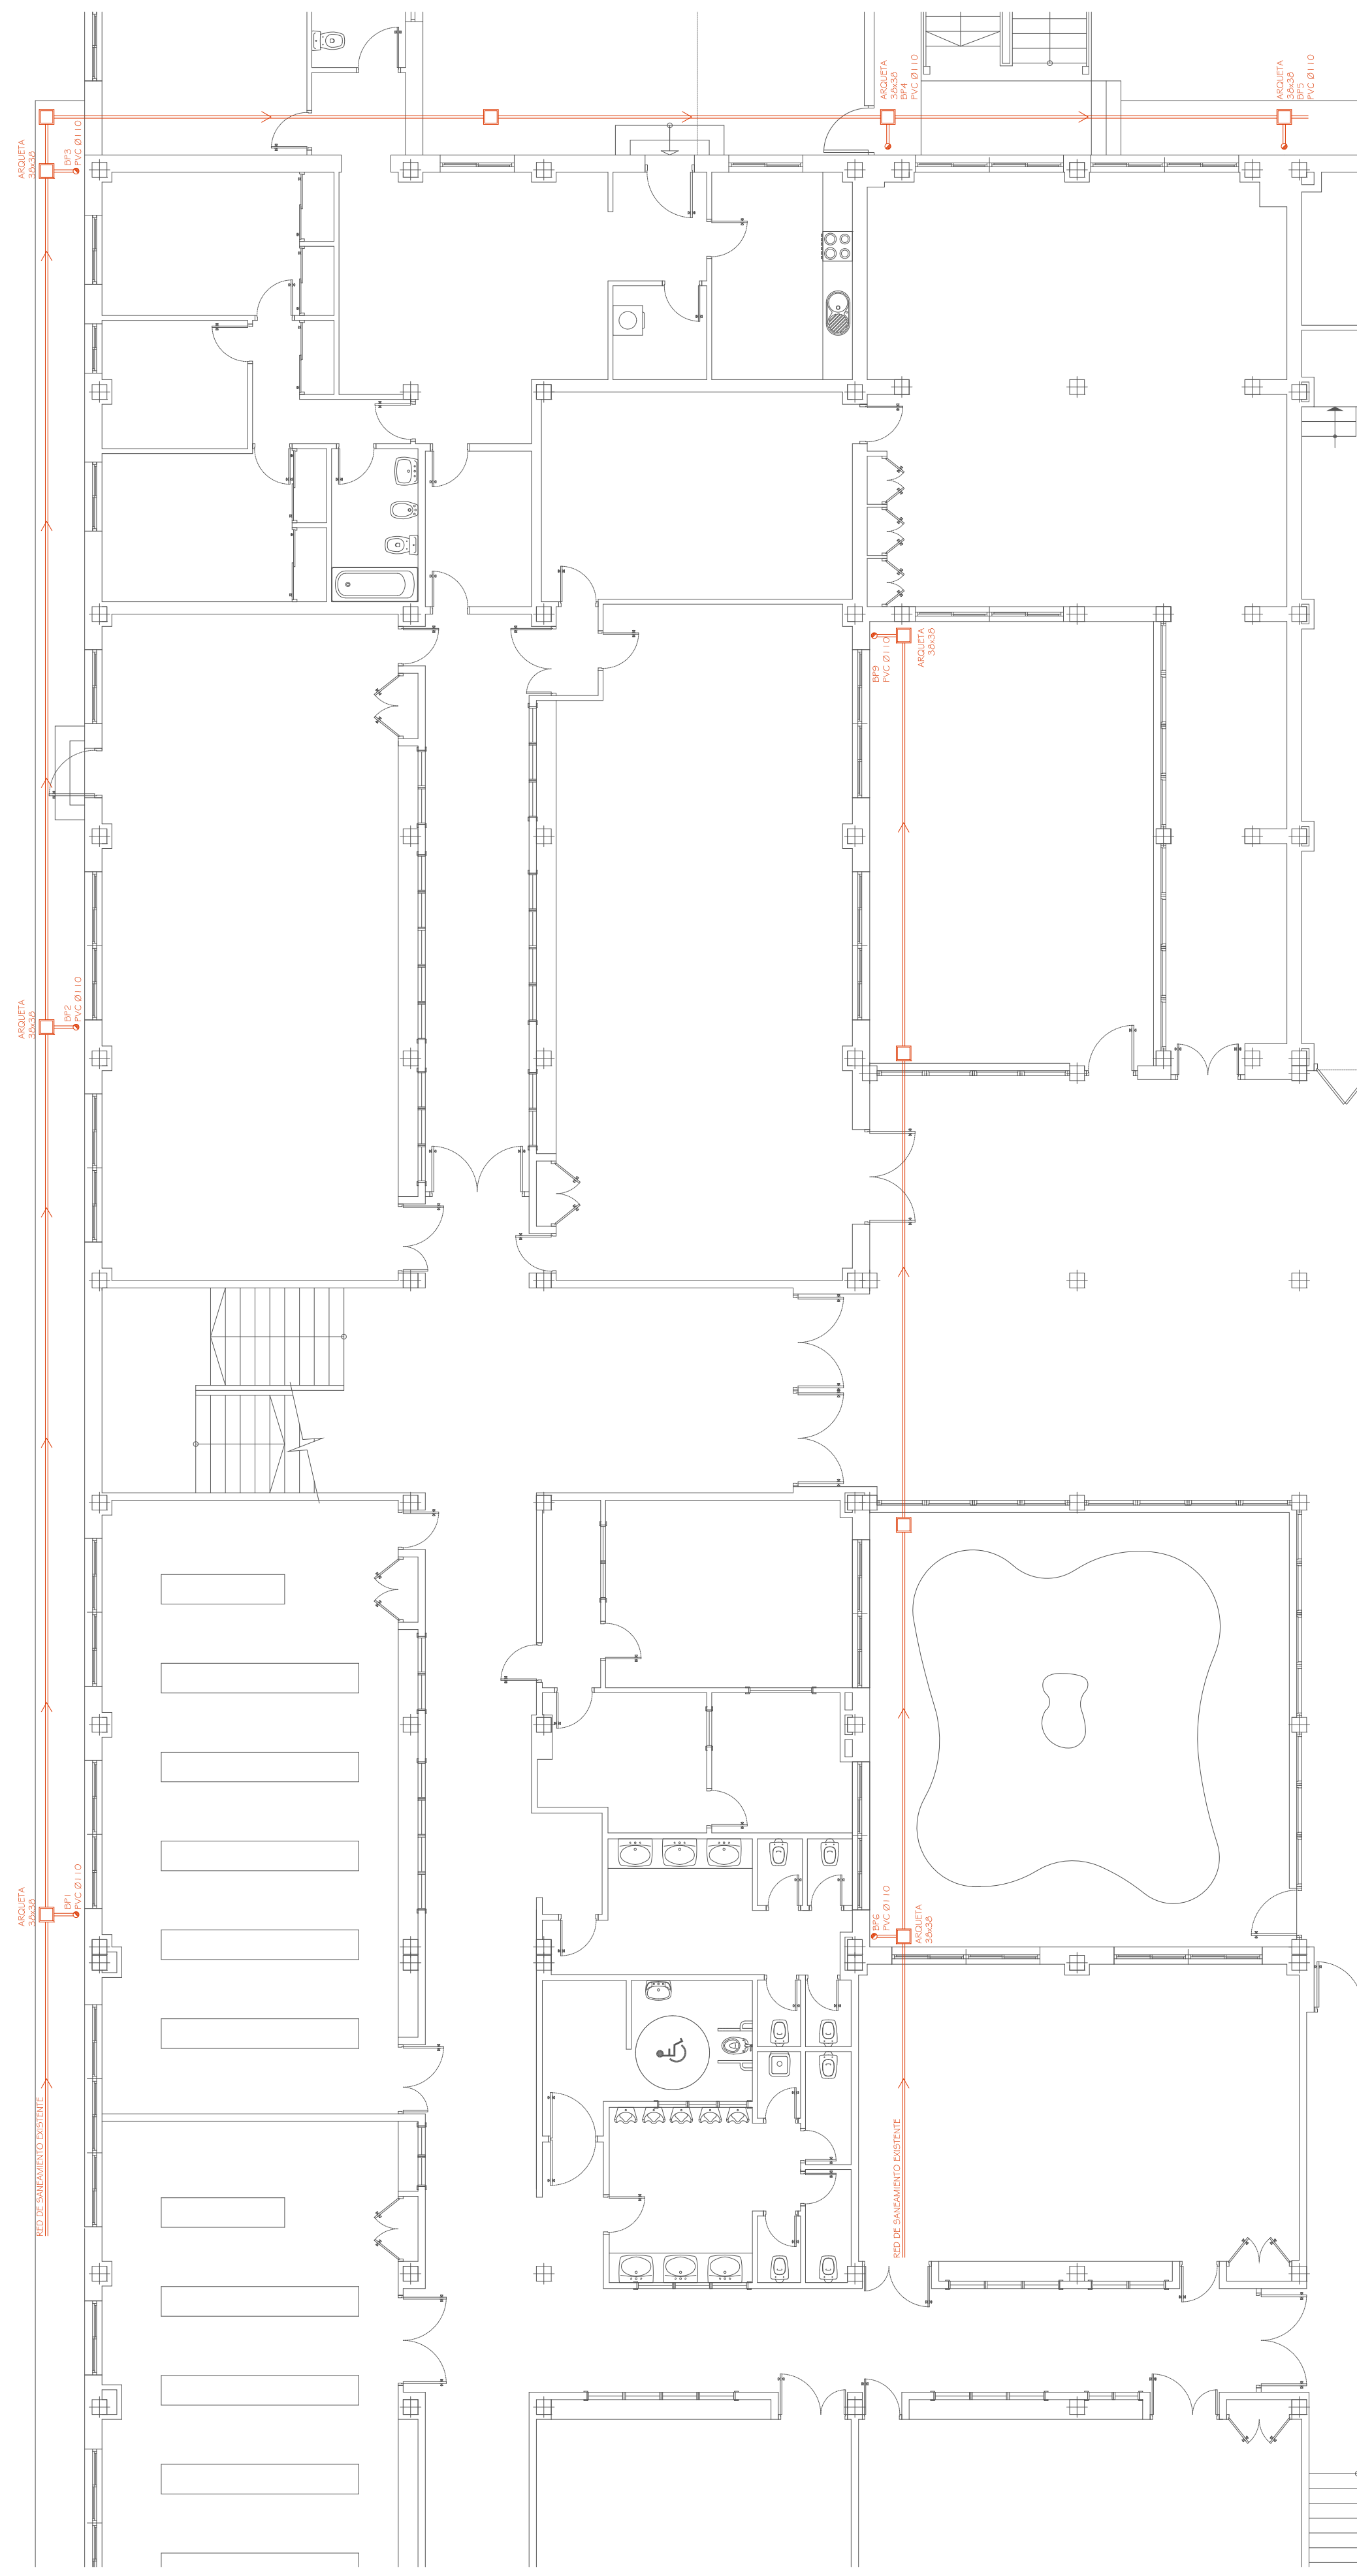 ARQUETA
38x38
BP4
PVC Ø110
ARQUETA
38x38
BP5
PVC Ø110
ARQUETA
38x38
BP3
PVC Ø110
BP9
PVC Ø110
ARQUETA
38x38
ARQUETA
38x38
BP2
PVC Ø110
ARQUETA
38x38
BP1
PVC Ø110
BP6
PVC Ø110
ARQUETA
38x38
RED DE SANEAMIENTO EXISTENTE
RED DE SANEAMIENTO EXISTENTE